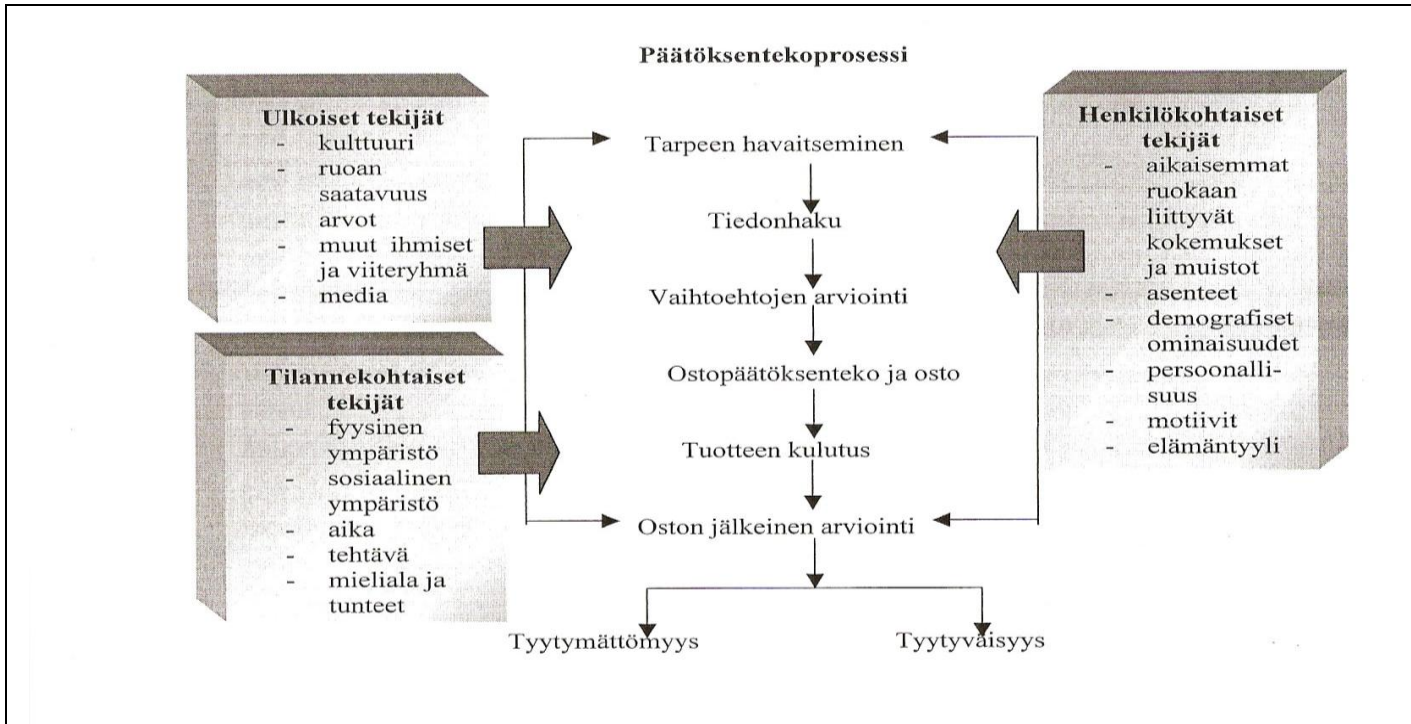 Päätöksentekoprosessi
Ulkoiset tekijät
- kulttuuri
- ruoan
saatavuus
- arvot
- muut ihmiset
ja viiteryhmä
- media
Tilannekohtaiset
tekijät
- fyysinen
ympäristö
- sosiaalinen
ympäristö
- aika
- tehtävä
- mieliala ja
tunteet
Tarpeen havaitseminen
Tiedonhaku
Vaihtoehtojen arviointi
Ostopäätöksenteko ja osto
Tuotteen kulutus
Oston jälkeinen arviointi
Tyytymättömyys
Tyytyväisyys
Henkilökohtaiset
tekijät
- aikaisemmat
ruokaan
liittyvät
kokemukset
ja muistot
- asenteet
- demografiset
ominaisuudet
- persoonalli-
suus
- motiivit
- elämäntyyli